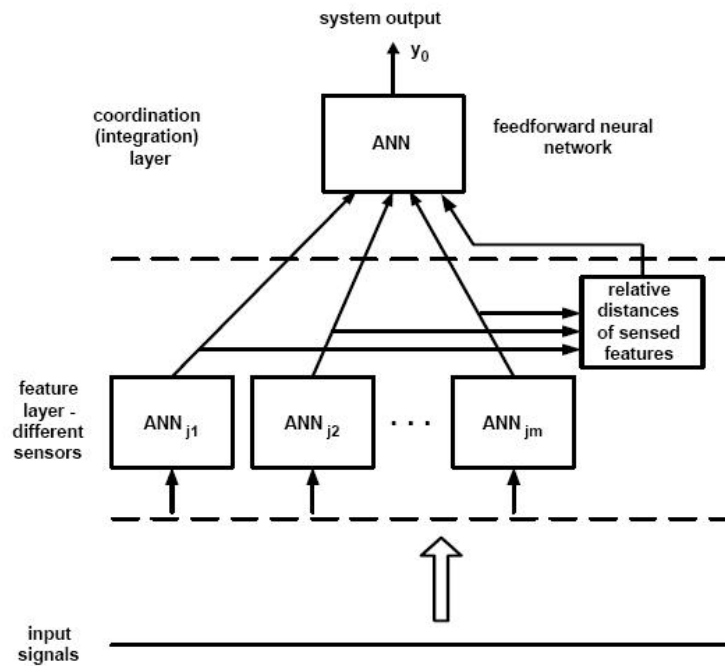 system output
y0
coordination
(integration)
layer
ANN
feedforward neural
network
relative
distances
of sensed
features
feature
layer -
different
sensors
ANN j1
ANN j2
. . .
ANN jm
input
signals